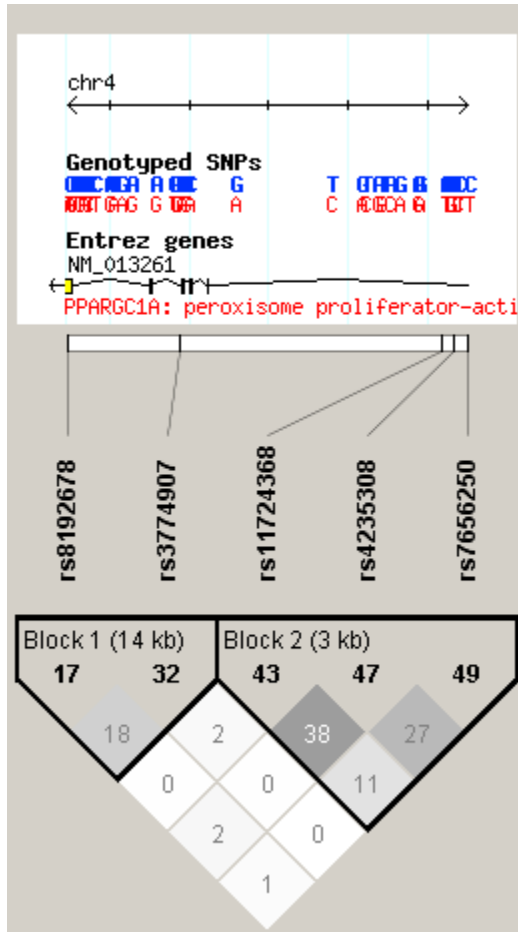 chr4
Genotyped SNPs
G T
A C
Entrez genes
NM_013261
PPARGC1A: peroxisome proliferator-acti
rs8192678 rs3774907 rs11724368 rs4235308 rs7656250
Block 1 (14 kb) Block 2 (3 kb)
17 32 43 47 49
18 2 38 27
0 0 11
2 0
1